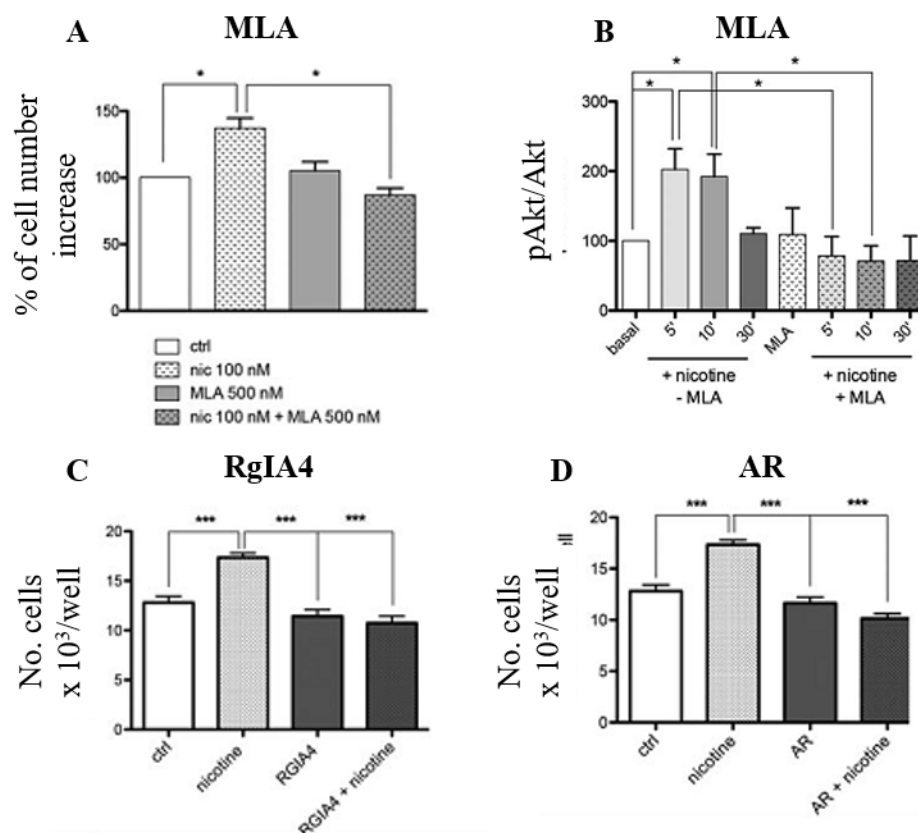 A
MLA
*
*
% of cell number
increase
150
100
50
0
ctrl
nic 100 nM
MLA 500 nM
nic 100 nM + MLA 500 nM
B
MLA
*
*
*
*
pAkt/Akt
300
200
100
0
basal
5'
10'
30'
MLA
5'
10'
30'
+ nicotine
- MLA
+ nicotine
+ MLA
C
RgIA4
***
***
***
No. cells
x 10³/well
20
15
10
5
0
ctrl
nicotine
RGIA4
RGIA4 + nicotine
D
AR
***
***
***
No. cells
x 10³/well
20
15
10
5
0
ctrl
nicotine
AR
AR + nicotine